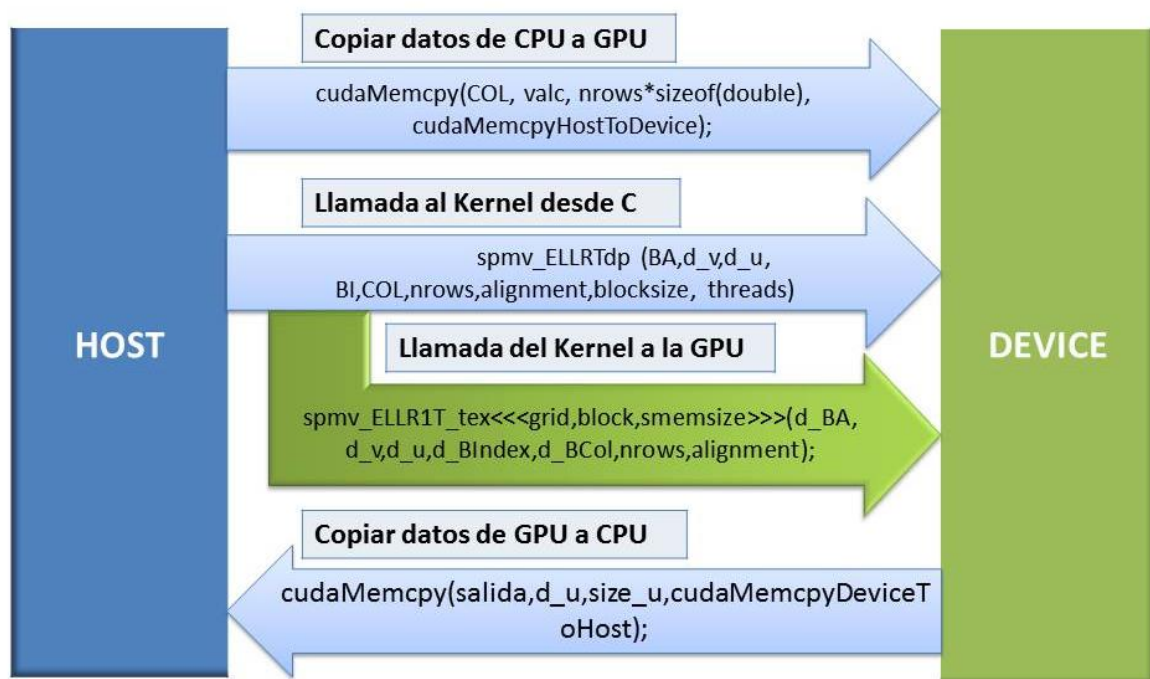 Copiar datos de CPU a GPU
cudaMemcpy(COL, valc, nrows*sizeof(double),
cudaMemcpyHostToDevice);
Llamada al Kernel desde C
spmv_ELLRTdp (BA,d_v,d_u,
BI,COL,nrows,alignment,blocksize, threads)
HOST
DEVICE
Llamada del Kernel a la GPU
spmv_ELLR1T_tex<<<grid,block,smemsize>>>(d_BA,
d_v,d_u,d_BIndex,d_BCol,nrows,alignment);
Copiar datos de GPU a CPU
cudaMemcpy(salida,d_u,size_u,cudaMemcpyDeviceT
oHost);